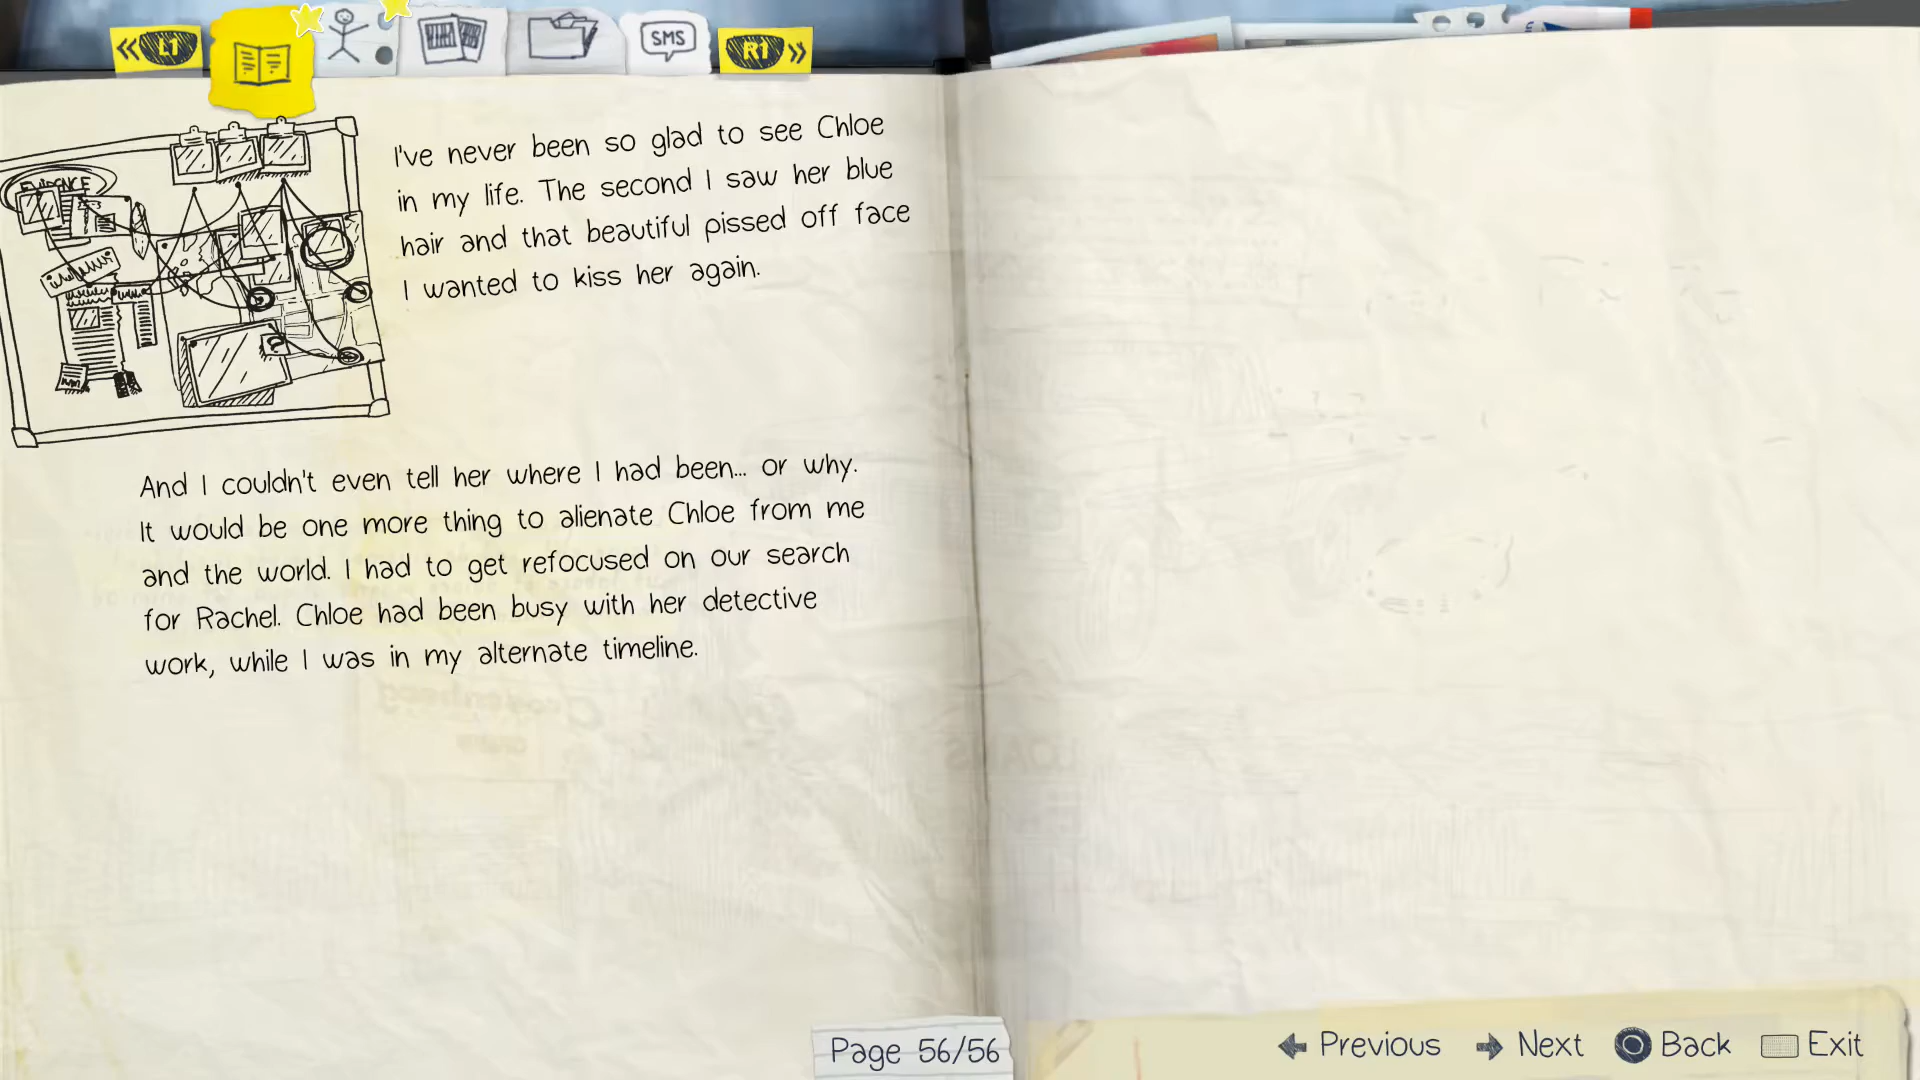 L1
SMS
R1
EVIDENCE
I've never been so glad to see Chloe
in my life. The second I saw her blue
hair and that beautiful pissed off face
I wanted to kiss her again.
And I couldn't even tell her where I had been... or why.
It would be one more thing to alienate Chloe from me
and the world. I had to get refocused on our search
for Rachel. Chloe had been busy with her detective
work, while I was in my alternate timeline.
Page 56/56
Previous
Next
Back
Exit